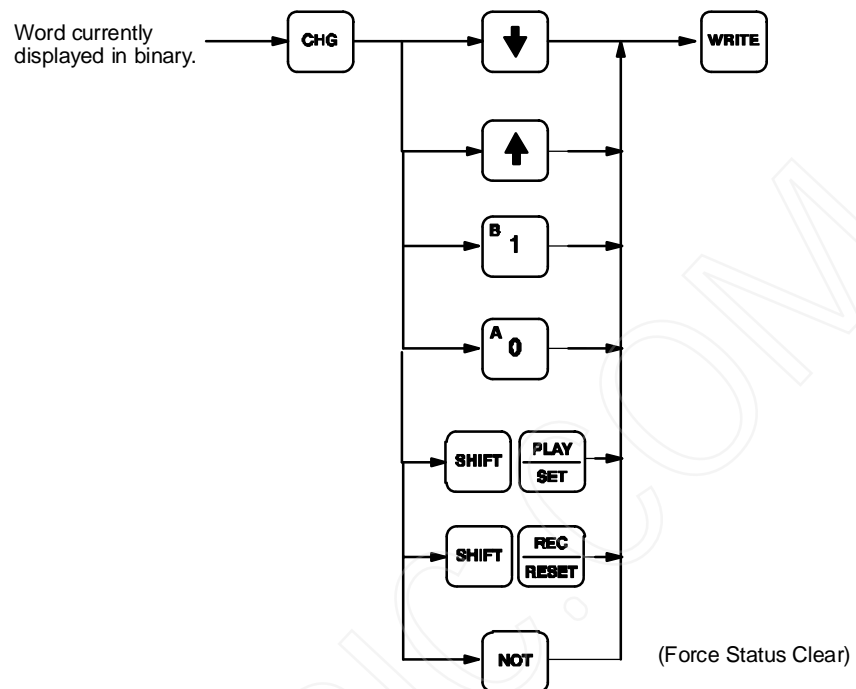 Word currently
displayed in binary.
CHG
WRITE
B
1
A
0
SHIFT
PLAY
SET
SHIFT
REC
RESET
NOT
(Force Status Clear)